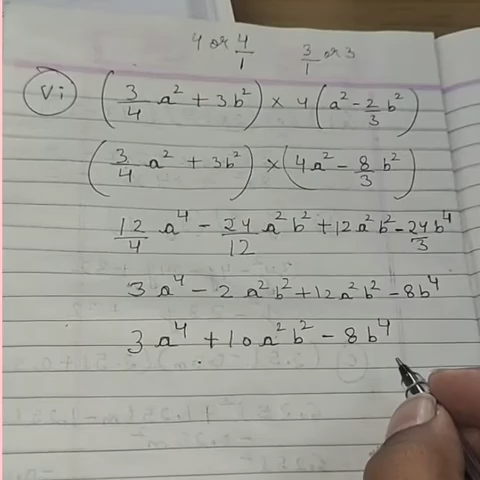 4 or 4/1 3/1 or 3
vi (3/4 a² + 3b²) × 4(a² - 2/3 b²)
(3/4 a² + 3b²) × (4a² - 8/3 b²)
12/4 a⁴ - 24/12 a²b² + 12a²b² - 24/3 b⁴
3a⁴ - 2a²b² + 12a²b² - 8b⁴
3a⁴ + 10a²b² - 8b⁴